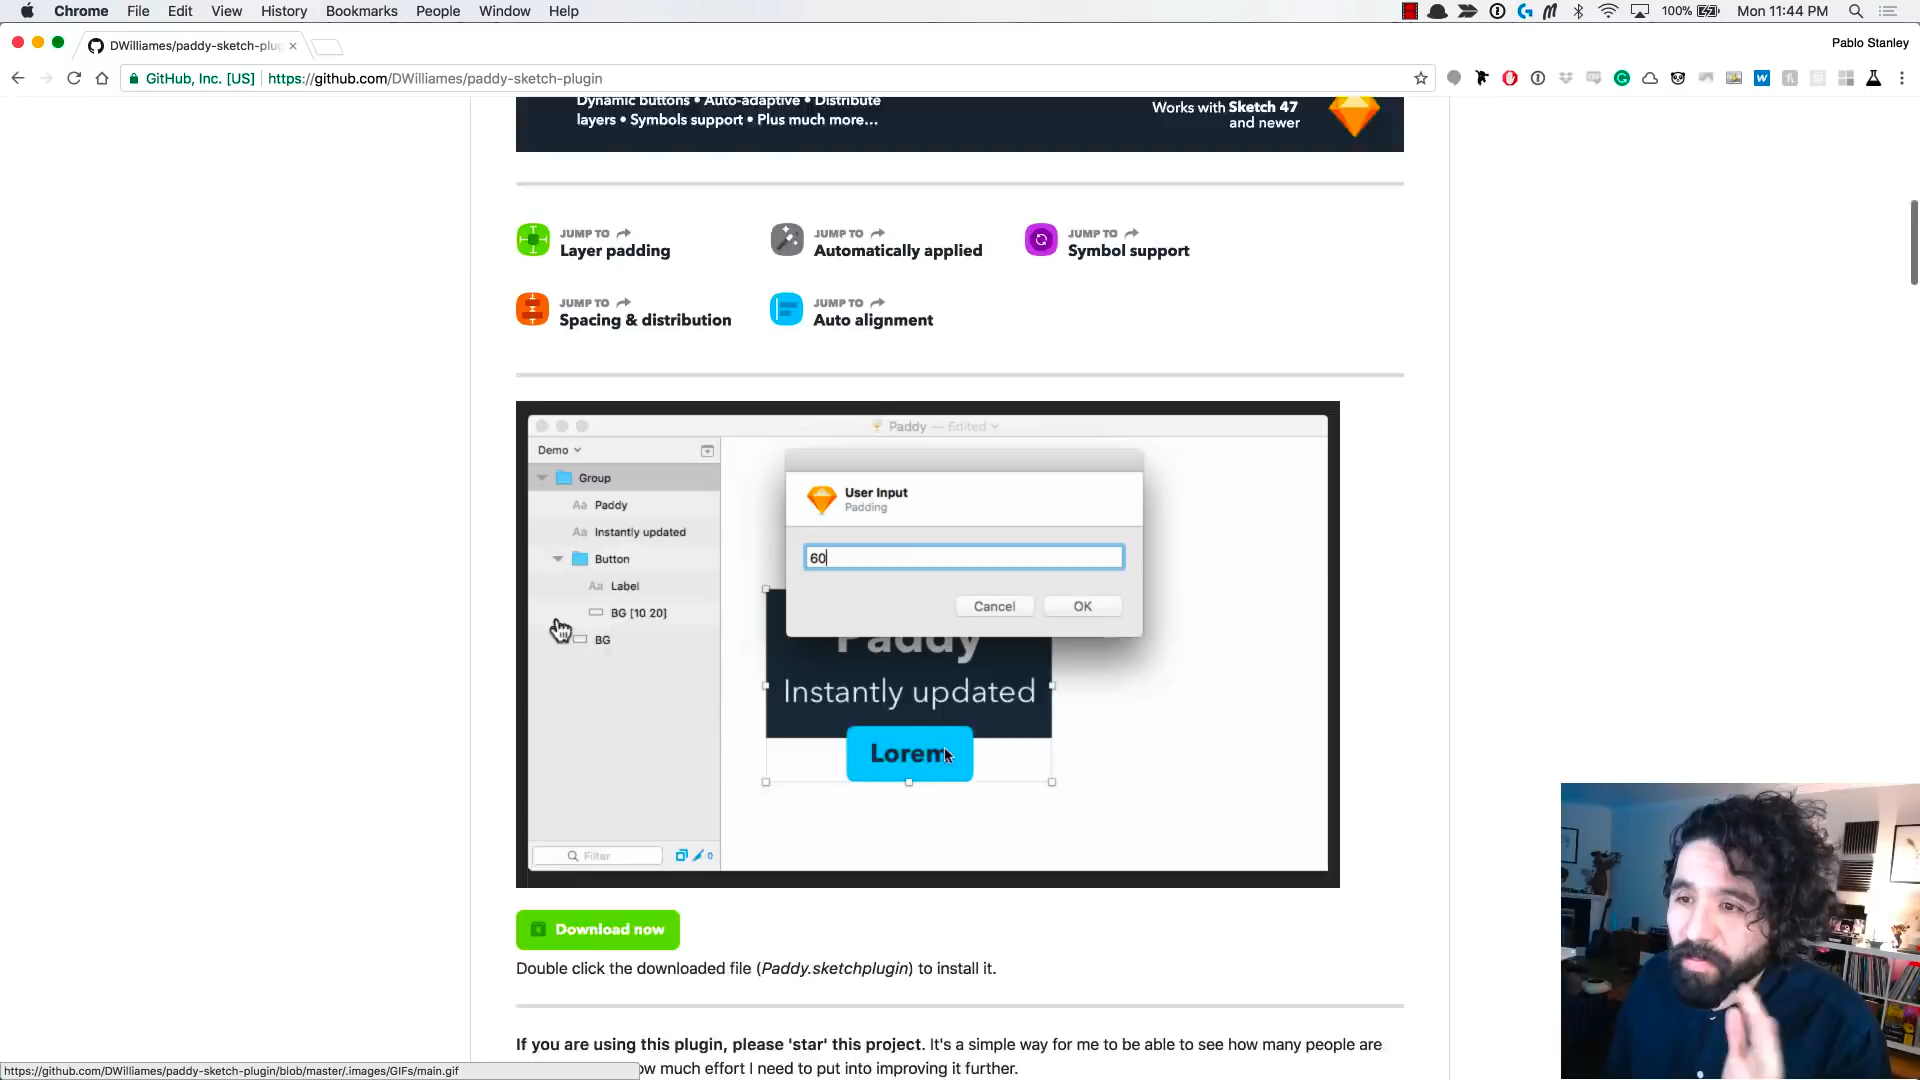 Chrome File Edit View History Bookmarks People Window Help
100% Mon 11:44 PM
DWilliames/paddy-sketch-plug
Pablo Stanley
GitHub, Inc. [US] https://github.com/DWilliames/paddy-sketch-plugin
Dynamic buttons • Auto-adaptive • Distribute
layers • Symbols support • Plus much more...
Works with Sketch 47
and newer
JUMP TO
Layer padding
JUMP TO
Automatically applied
JUMP TO
Symbol support
JUMP TO
Spacing & distribution
JUMP TO
Auto alignment
Paddy — Edited
Demo
Group
Aa Paddy
Aa Instantly updated
Button
Aa Label
BG [10 20]
BG
User Input
Padding
60
Cancel
OK
Paddy
Instantly updated
Lorem
Filter
0
Download now
Double click the downloaded file (Paddy.sketchplugin) to install it.
If you are using this plugin, please 'star' this project. It's a simple way for me to be able to see how many people are
ow much effort I need to put into improving it further.
https://github.com/DWilliames/paddy-sketch-plugin/blob/master/.images/GIFs/main.gif